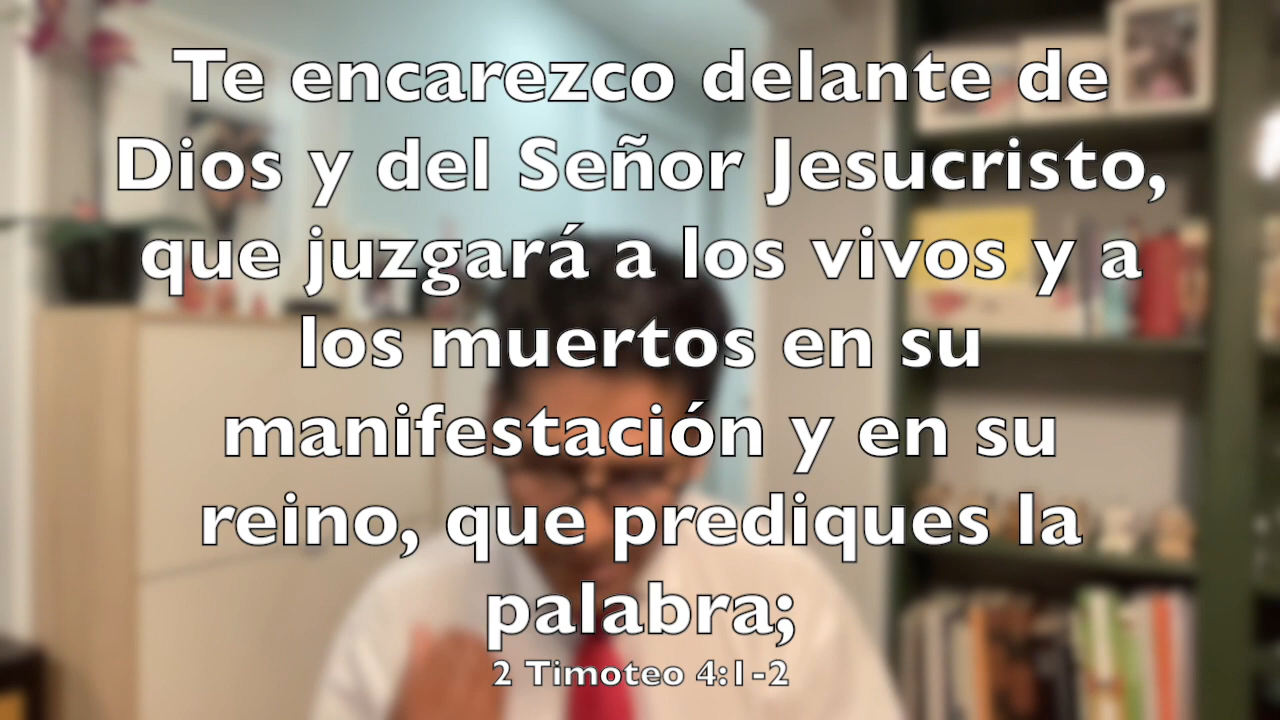 Te encarezco delante de
Dios y del Señor Jesucristo,
que juzgará a los vivos y a
los muertos en su
manifestación y en su
reino, que prediques la
palabra;
2 Timoteo 4:1-2